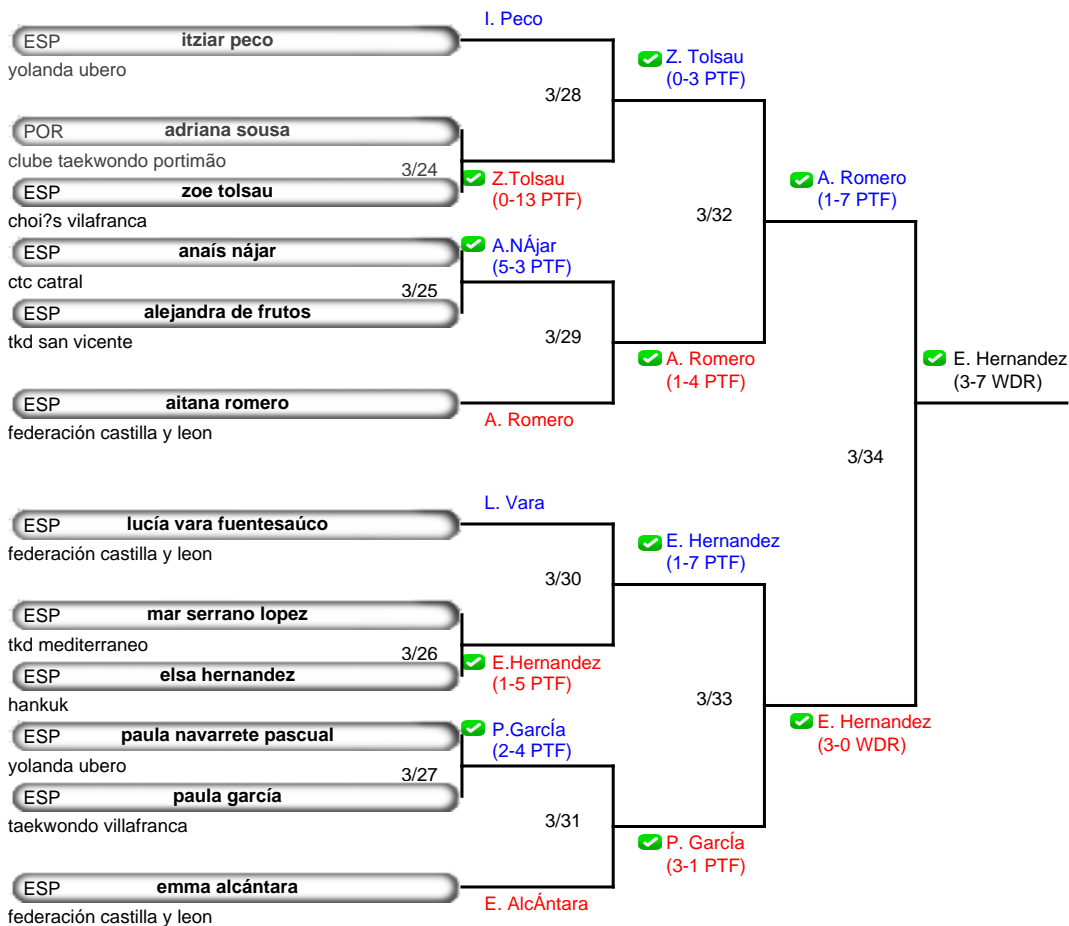 I. Peco
ESP itziar peco
yolanda ubero
Z. Tolsau
(0-3 PTF)
3/28
POR adriana sousa
clube taekwondo portimão
3/24
Z.Tolsau
(0-13 PTF)
ESP zoe tolsau
choi?s vilafranca
A. Romero
(1-7 PTF)
3/32
ESP anaís nájar
ctc catral
A.NÁjar
(5-3 PTF)
3/25
ESP alejandra de frutos
tkd san vicente
3/29
A. Romero
(1-4 PTF)
E. Hernandez
(3-7 WDR)
ESP aitana romero
federación castilla y leon
A. Romero
3/34
L. Vara
ESP lucía vara fuentesaúco
federación castilla y leon
E. Hernandez
(1-7 PTF)
3/30
ESP mar serrano lopez
tkd mediterraneo
3/26
E.Hernandez
(1-5 PTF)
ESP elsa hernandez
hankuk
3/33
E. Hernandez
(3-0 WDR)
ESP paula navarrete pascual
yolanda ubero
P.GarcÍa
(2-4 PTF)
3/27
ESP paula garcía
taekwondo villafranca
3/31
P. GarcÍa
(3-1 PTF)
ESP emma alcántara
federación castilla y leon
E. AlcÁntara